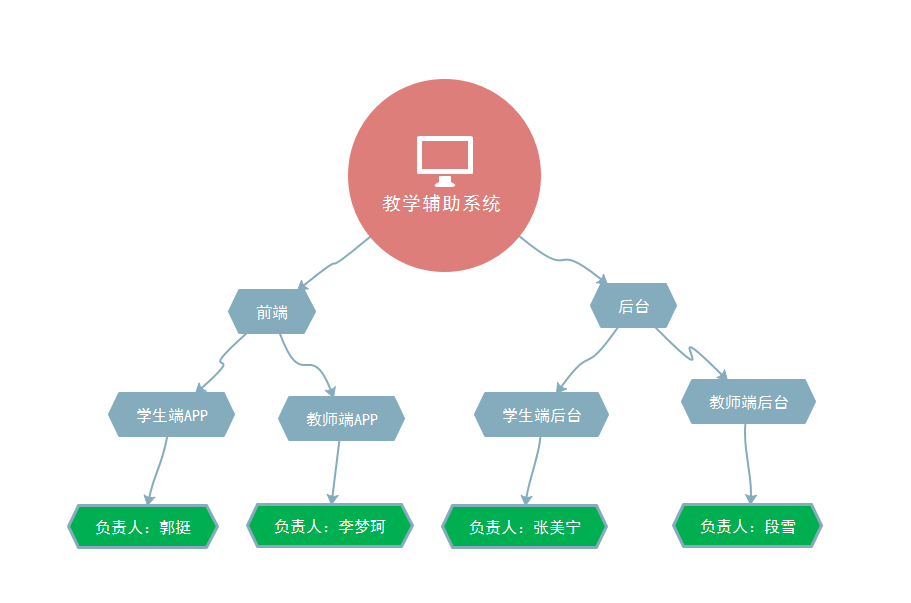 教学辅助系统
前端
后台
学生端APP
教师端APP
学生端后台
教师端后台
负责人：郭挺
负责人：李梦珂
负责人：张美宁
负责人：段雪